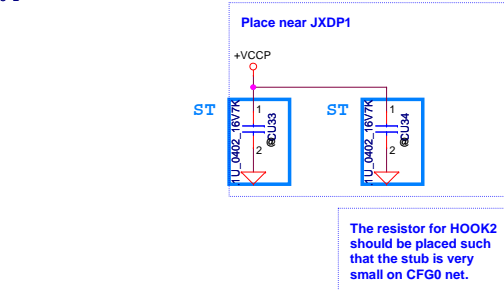 Place near JXDP1
+VCCP
ST
1
.1U_0402_16V7K
@CU33
2
ST
1
.1U_0402_16V7K
@CU34
2
The resistor for HOOK2
should be placed such
that the stub is very
small on CFG0 net.